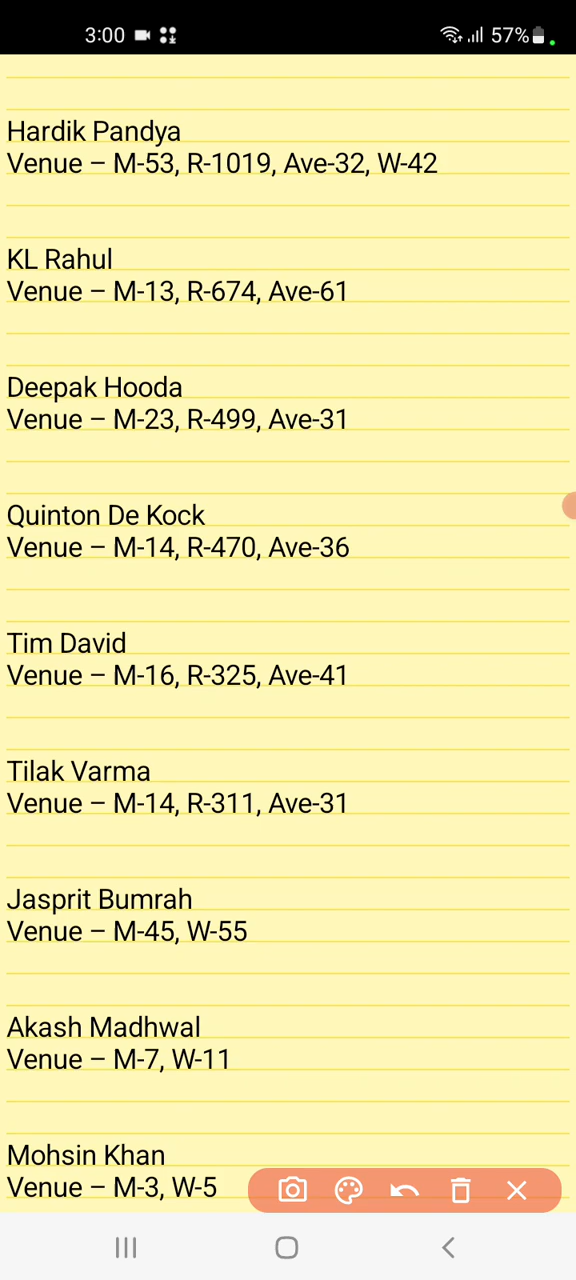 3:00
57%
Hardik Pandya
Venue – M-53, R-1019, Ave-32, W-42
KL Rahul
Venue – M-13, R-674, Ave-61
Deepak Hooda
Venue – M-23, R-499, Ave-31
Quinton De Kock
Venue – M-14, R-470, Ave-36
Tim David
Venue – M-16, R-325, Ave-41
Tilak Varma
Venue – M-14, R-311, Ave-31
Jasprit Bumrah
Venue – M-45, W-55
Akash Madhwal
Venue – M-7, W-11
Mohsin Khan
Venue – M-3, W-5